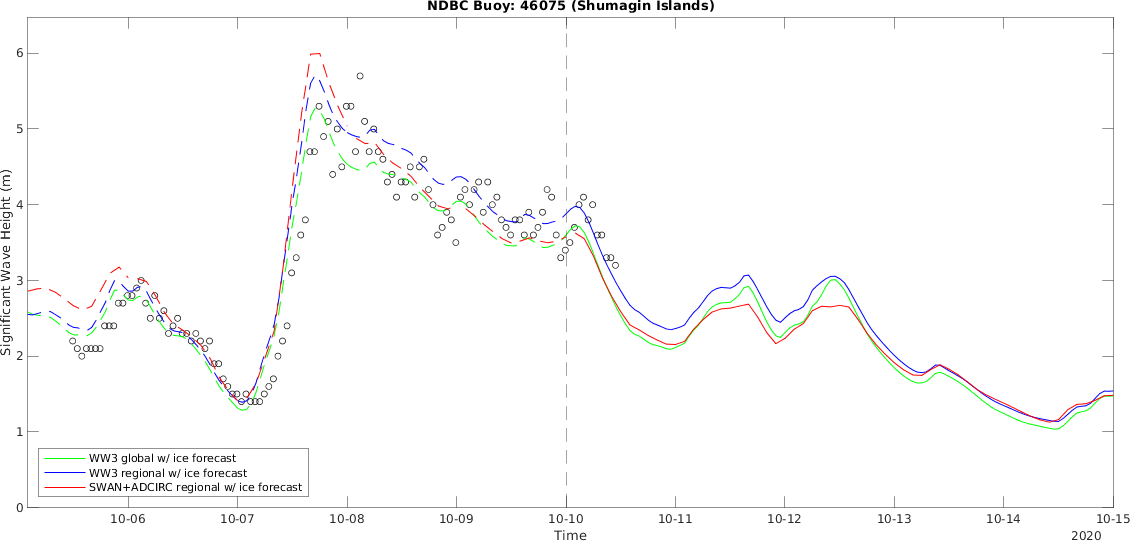 NDBC Buoy: 46075 (Shumagin Islands)
6
5
4
3
2
1
0
Significant Wave Height (m)
WW3 global w/ ice forecast
WW3 regional w/ ice forecast
SWAN+ADCIRC regional w/ ice forecast
10-06 10-07 10-08 10-09 10-10 10-11 10-12 10-13 10-14 10-15
Time
2020